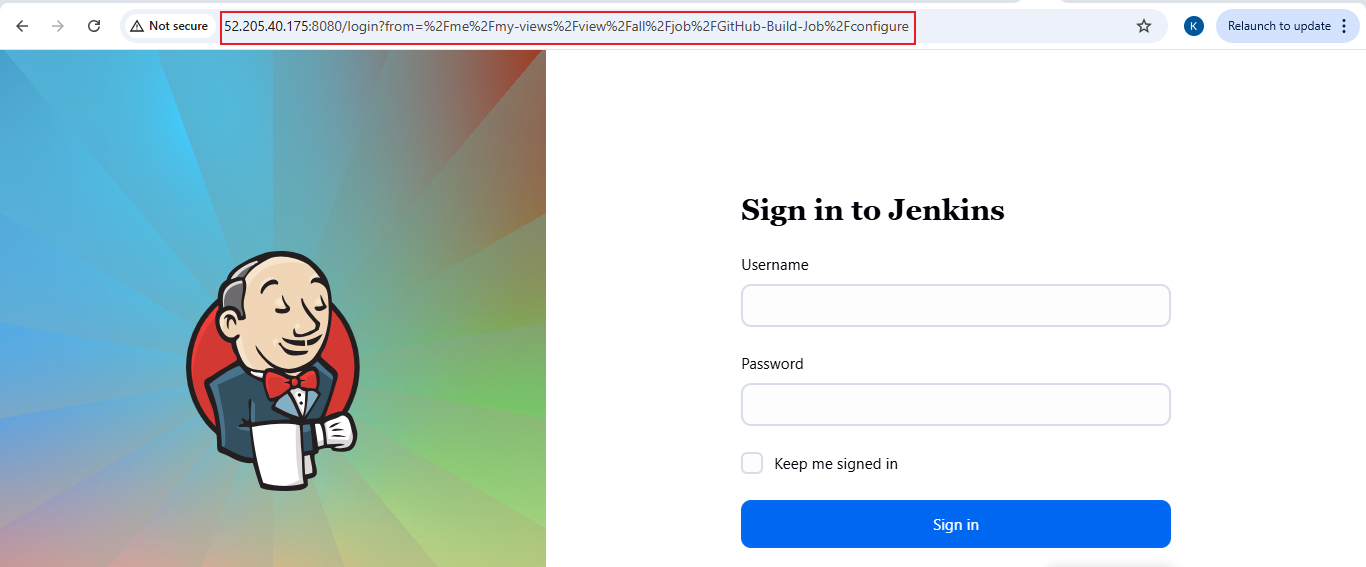 Not secure 52.205.40.175:8080/login?from=%2Fme%2Fmy-views%2Fview%2Fall%2Fjob%2FGitHub-Build-Job%2Fconfigure K Relaunch to update
Sign in to Jenkins
Username
Password
Keep me signed in
Sign in